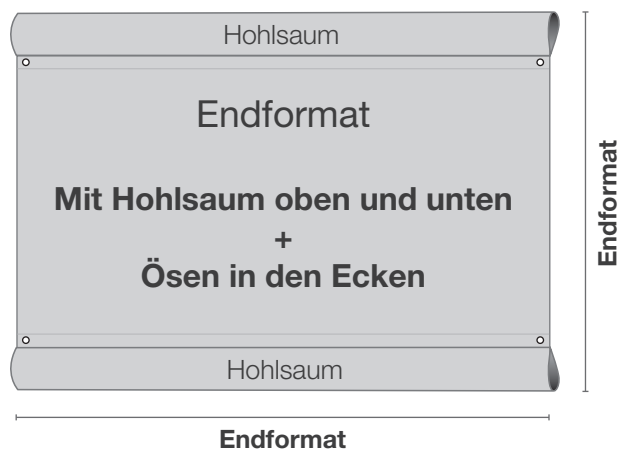 Hohlsaum
Endformat
Mit Hohlsaum oben und unten
+
Ösen in den Ecken
Hohlsaum
Endformat
Endformat